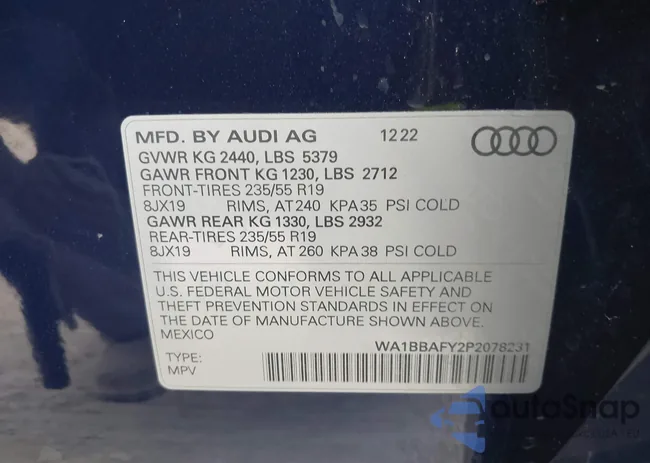 MFD. BY AUDI AG 12 22
GVWR KG 2440, LBS 5379
GAWR FRONT KG 1230, LBS 2712
FRONT-TIRES 235/55 R19
8JX19 RIMS, AT 240 KPA 35 PSI COLD
GAWR REAR KG 1330, LBS 2932
REAR-TIRES 235/55 R19
8JX19 RIMS, AT 260 KPA 38 PSI COLD
THIS VEHICLE CONFORMS TO ALL APPLICABLE
U.S. FEDERAL MOTOR VEHICLE SAFETY AND
THEFT PREVENTION STANDARDS IN EFFECT ON
THE DATE OF MANUFACTURE SHOWN ABOVE.
MEXICO
WA1BBAFY2P2078231
TYPE:
MPV
autoSnap